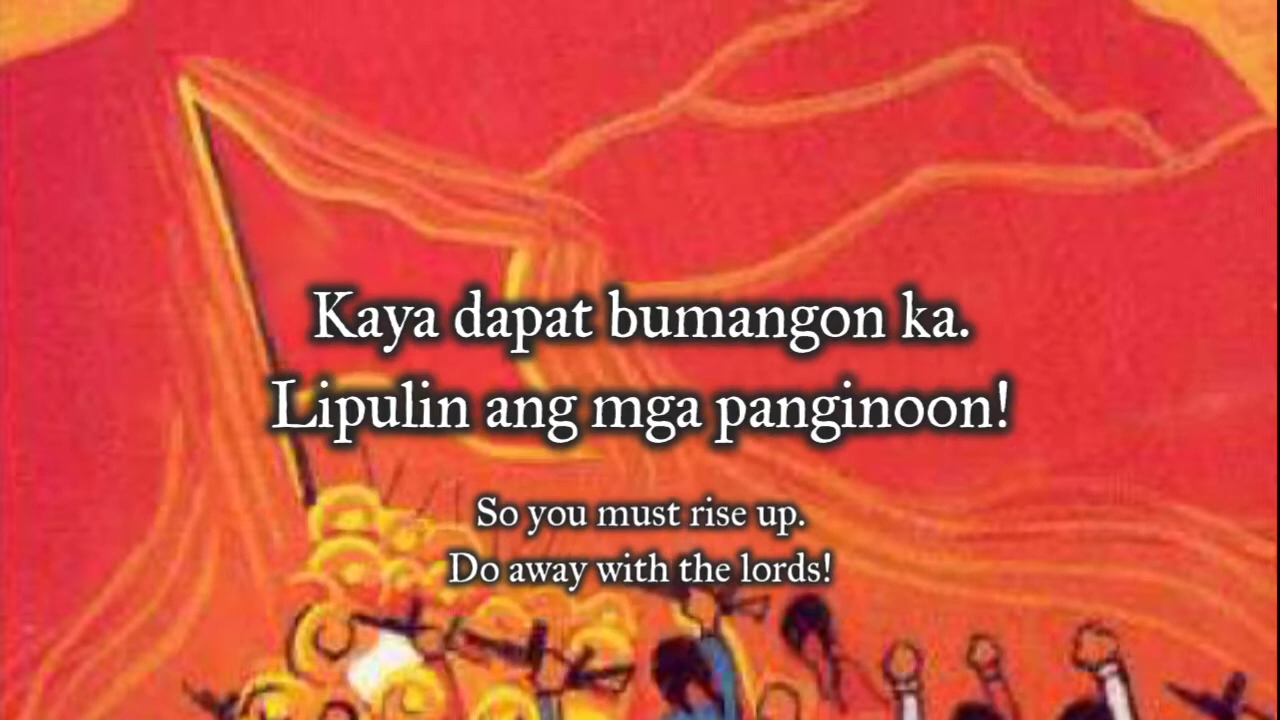 Kaya dapat bumangon ka.
Lipulin ang mga panginoon!
So you must rise up.
Do away with the lords!